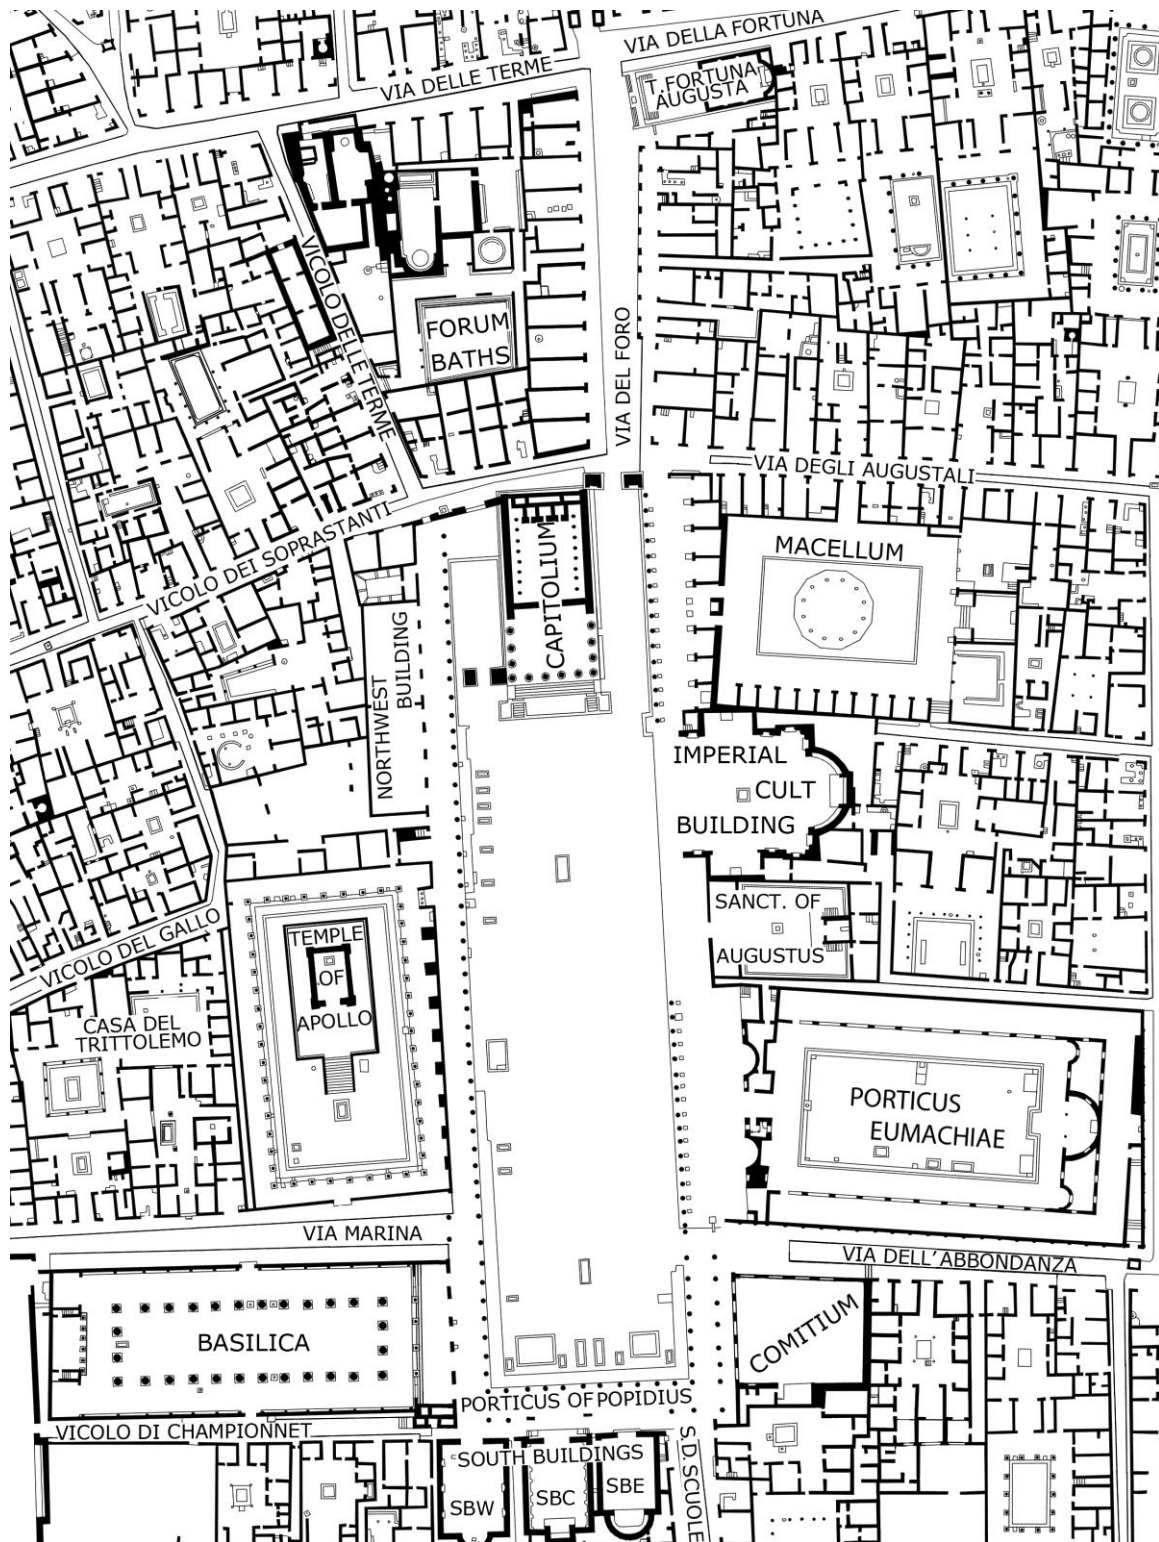 VIA DELLA FORTUNA
VIA DELLE TERME
T. FORTUNA
AUGUSTA
VICOLO DELLE TERME
FORUM
BATHS
VIA DEL FORO
VIA DEGLI AUGUSTALI
VICOLO DEI SOPRASTANTI
CAPITOLIUM
MACELLUM
NORTHWEST
BUILDING
IMPERIAL
CULT
BUILDING
SANCT. OF
AUGUSTUS
VICOLO DEL GALLO
TEMPLE
OF
APOLLO
CASA DEL
TRITTOLEMO
PORTICUS
EUMACHIAE
VIA MARINA
VIA DELL'ABBONDANZA
BASILICA
COMITIUM
PORTICUS OF POPIDIUS
VICOLO DI CHAMPIONNET
SOUTH BUILDINGS
SBW
SBC
SBE
S.D.SCUOLE